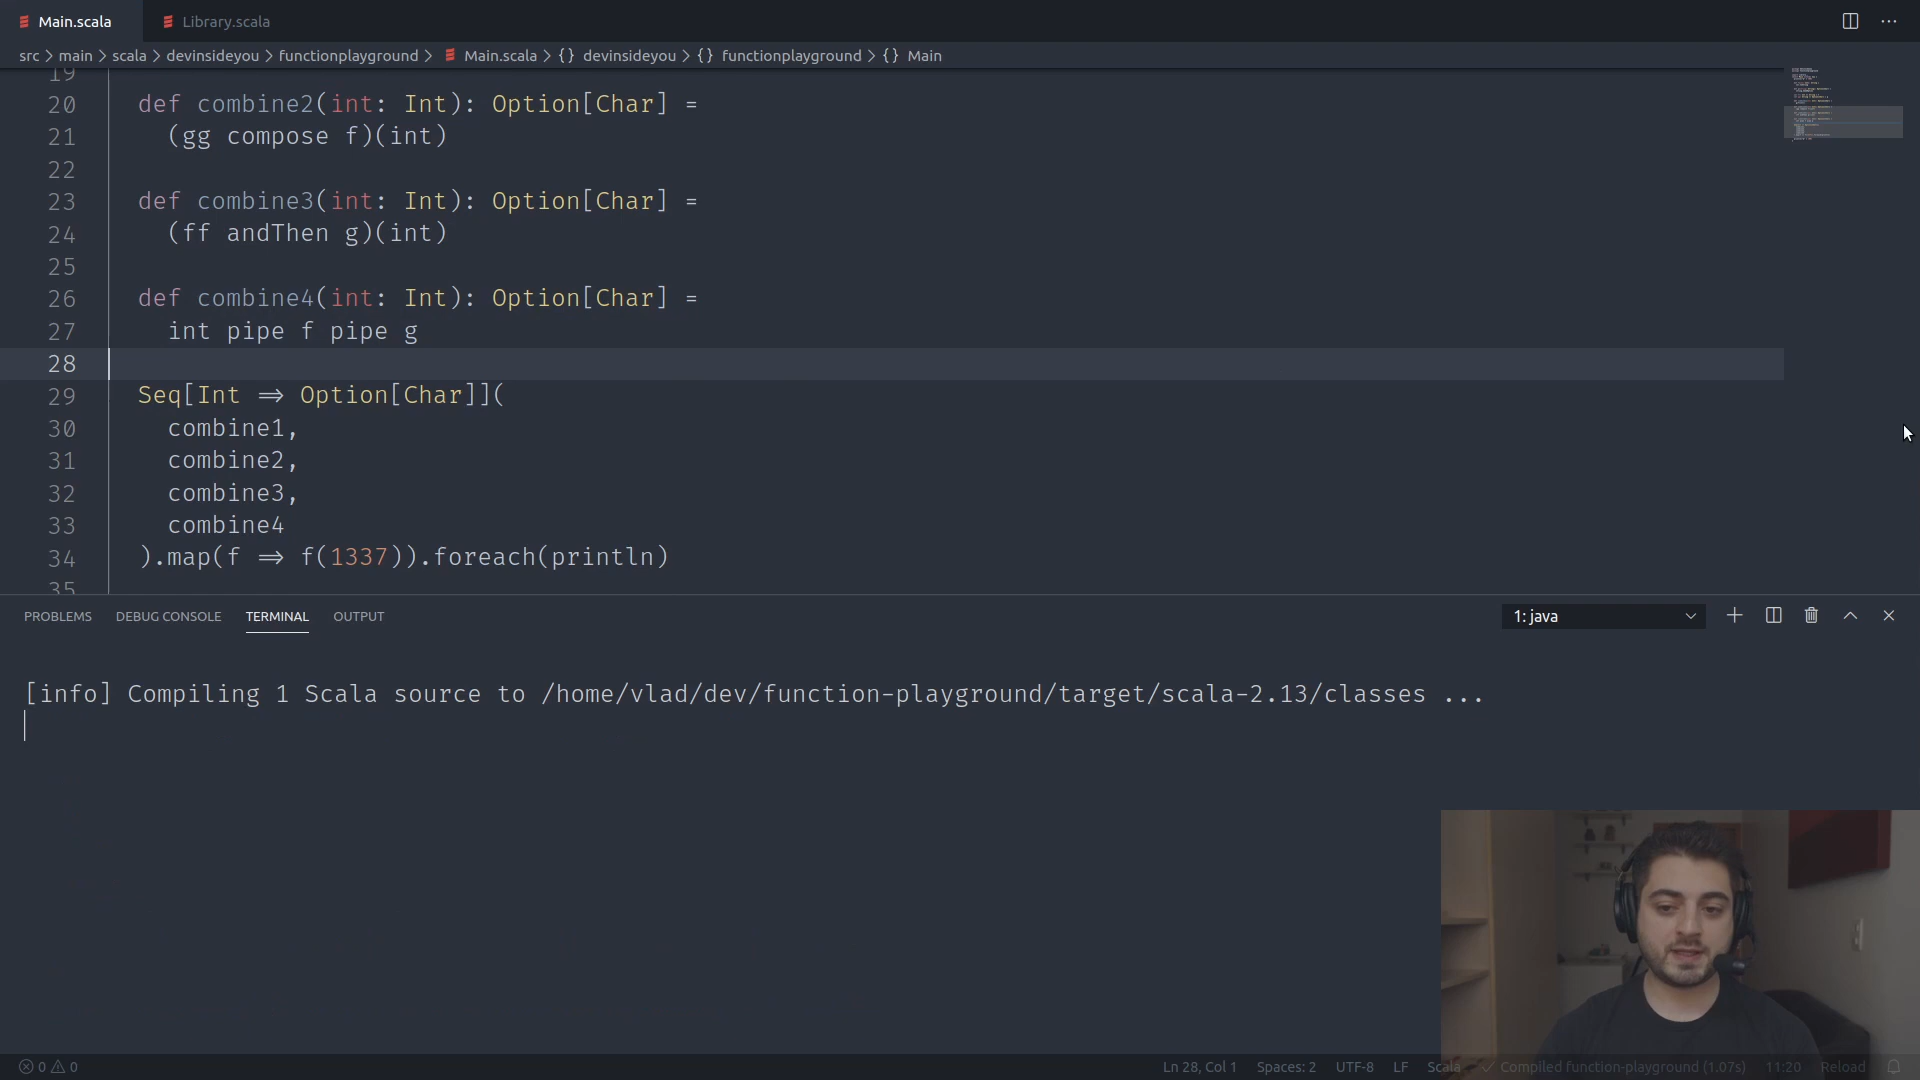 Main.scala
Library.scala
src > main > scala > devinsideyou > functionplayground > Main.scala > {} devinsideyou > {} functionplayground > {} Main
19
20 def combine2(int: Int): Option[Char] =
21 (gg compose f)(int)
22
23 def combine3(int: Int): Option[Char] =
24 (ff andThen g)(int)
25
26 def combine4(int: Int): Option[Char] =
27 int pipe f pipe g
28
29 Seq[Int ⇒ Option[Char]](
30 combine1,
31 combine2,
32 combine3,
33 combine4
34 ).map(f ⇒ f(1337)).foreach(println)
35
PROBLEMS DEBUG CONSOLE TERMINAL OUTPUT 1: java
[info] Compiling 1 Scala source to /home/vlad/dev/function-playground/target/scala-2.13/classes ...
0 0 Ln 28, Col 1 Spaces: 2 UTF-8 LF Scala Compiled function-playground (1.07s) 11:20 Reload